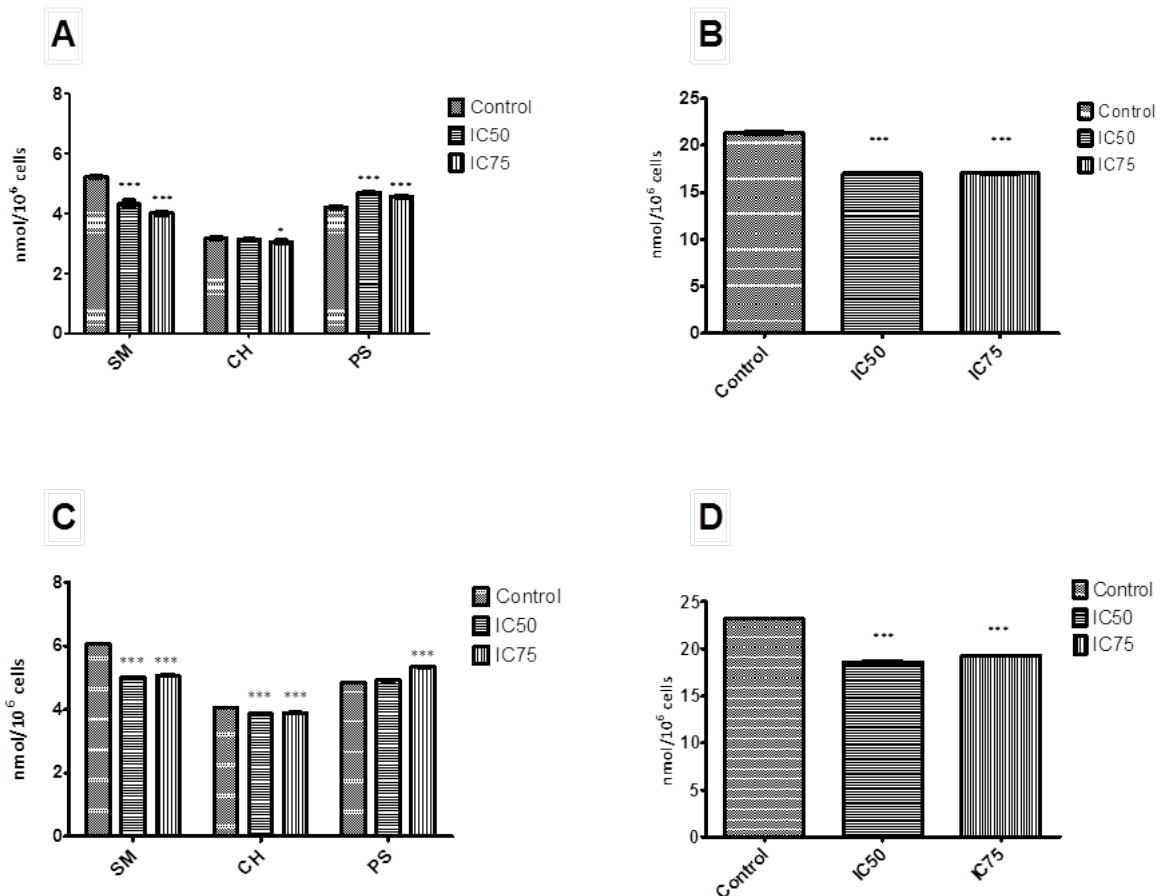 A
nmol/10⁶ cells
8
6
4
2
0
***
***
*
***
***
SM
CH
PS
Control
IC50
IC75
B
nmol/10⁶ cells
25
20
15
10
5
0
***
***
Control
IC50
IC75
Control
IC50
IC75
C
nmol/10⁶ cells
8
6
4
2
0
***
***
***
***
***
SM
CH
PS
Control
IC50
IC75
D
nmol/10⁶ cells
25
20
15
10
5
0
***
***
Control
IC50
IC75
Control
IC50
IC75